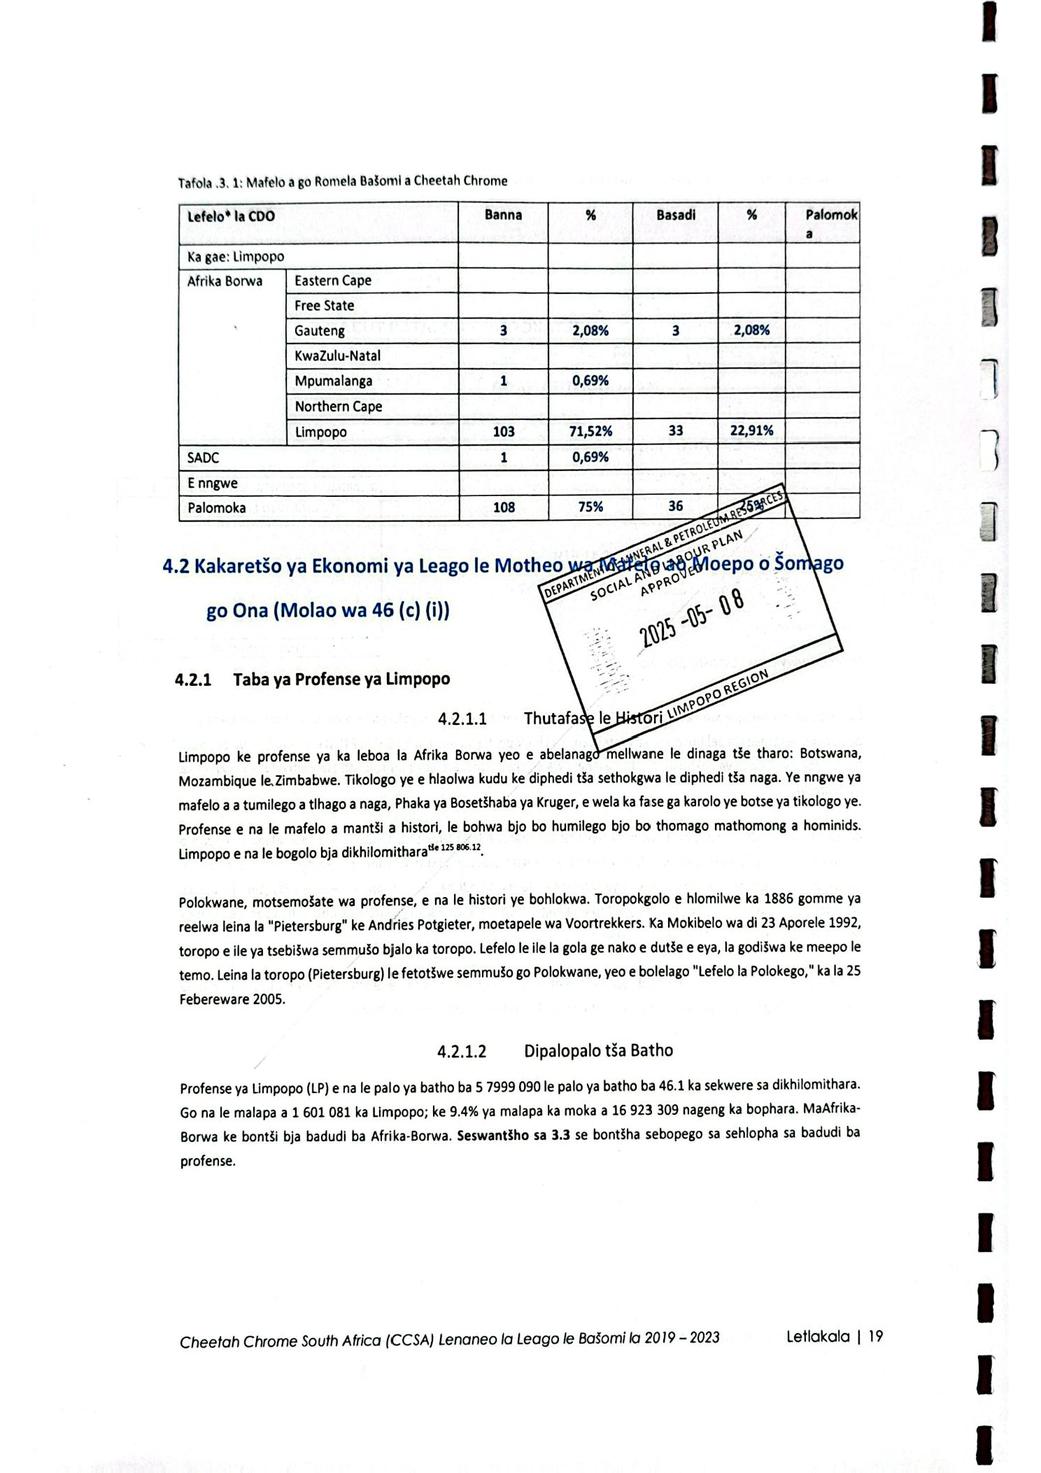 Tafola .3. 1: Mafelo a go Romela Bašomi a Cheetah Chrome
Lefelo* la CDO Banna % Basadi % Palomok
a
Ka gae: Limpopo
Afrika Borwa Eastern Cape
Free State
Gauteng 3 2,08% 3 2,08%
KwaZulu-Natal
Mpumalanga 1 0,69%
Northern Cape
Limpopo 103 71,52% 33 22,91%
SADC 1 0,69%
E nngwe
Palomoka 108 75% 36 25%
DEPARTMENT OF MINERAL & PETROLEUM RESOURCES
SOCIAL AND LABOUR PLAN
APPROVED
2025 -05- 08
LIMPOPO REGION
4.2 Kakaretšo ya Ekonomi ya Leago le Motheo wa Mafelo ao Moepo o Šomago
go Ona (Molao wa 46 (c) (i))
4.2.1 Taba ya Profense ya Limpopo
4.2.1.1 Thutafase le Histori
Limpopo ke profense ya ka leboa la Afrika Borwa yeo e abelanago mellwane le dinaga tše tharo: Botswana,
Mozambique le Zimbabwe. Tikologo ye e hlaolwa kudu ke diphedi tša sethokgwa le diphedi tša naga. Ye nngwe ya
mafelo a a tumilego a tlhago a naga, Phaka ya Bosetšhaba ya Kruger, e wela ka fase ga karolo ye botse ya tikologo ye.
Profense e na le mafelo a mantši a histori, le bohwa bjo bo humilego bjo bo thomago mathomong a hominids.
Limpopo e na le bogolo bja dikhilomithara tše 125 806.12.
Polokwane, motsemošate wa profense, e na le histori ye bohlokwa. Toropokgolo e hlomilwe ka 1886 gomme ya
reelwa leina la "Pietersburg" ke Andries Potgieter, moetapele wa Voortrekkers. Ka Mokibelo wa di 23 Aporele 1992,
toropo e ile ya tsebišwa semmušo bjalo ka toropo. Lefelo le ile la gola ge nako e dutše e eya, la godišwa ke meepo le
temo. Leina la toropo (Pietersburg) le fetotšwe semmušo go Polokwane, yeo e bolelago "Lefelo la Polokego," ka la 25
Febereware 2005.
4.2.1.2 Dipalopalo tša Batho
Profense ya Limpopo (LP) e na le palo ya batho ba 5 7999 090 le palo ya batho ba 46.1 ka sekwere sa dikhilomithara.
Go na le malapa a 1 601 081 ka Limpopo; ke 9.4% ya malapa ka moka a 16 923 309 nageng ka bophara. MaAfrika-
Borwa ke bontši bja badudi ba Afrika-Borwa. Seswantšho sa 3.3 se bontšha sebopego sa sehlopha sa badudi ba
profense.
Cheetah Chrome South Africa (CCSA) Lenaneo la Leago le Bašomi la 2019 – 2023 Letlakala | 19